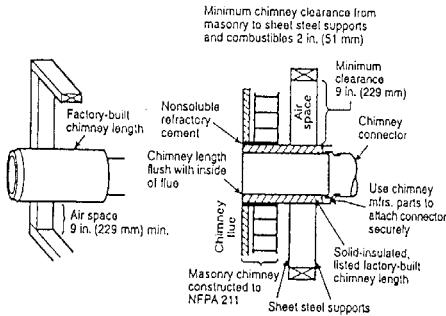 Minimum chimney clearance from
masonry to sheet steel supports
and combustibles 2 in. (51 mm)
Factory-built
chimney length
Air space
9 in. (229 mm) min.
Nonsoluble
refractory
cement
Chimney length
flush with inside
of flue
Chimney
flue
Masonry chimney
constructed to
NFPA 211
Air
space
Minimum
clearance
9 in. (229 mm)
Chimney
connector
Use chimney
mfrs. parts to
attach connector
securely
Solid-insulated,
listed factory-built
chimney length
Sheet steel supports